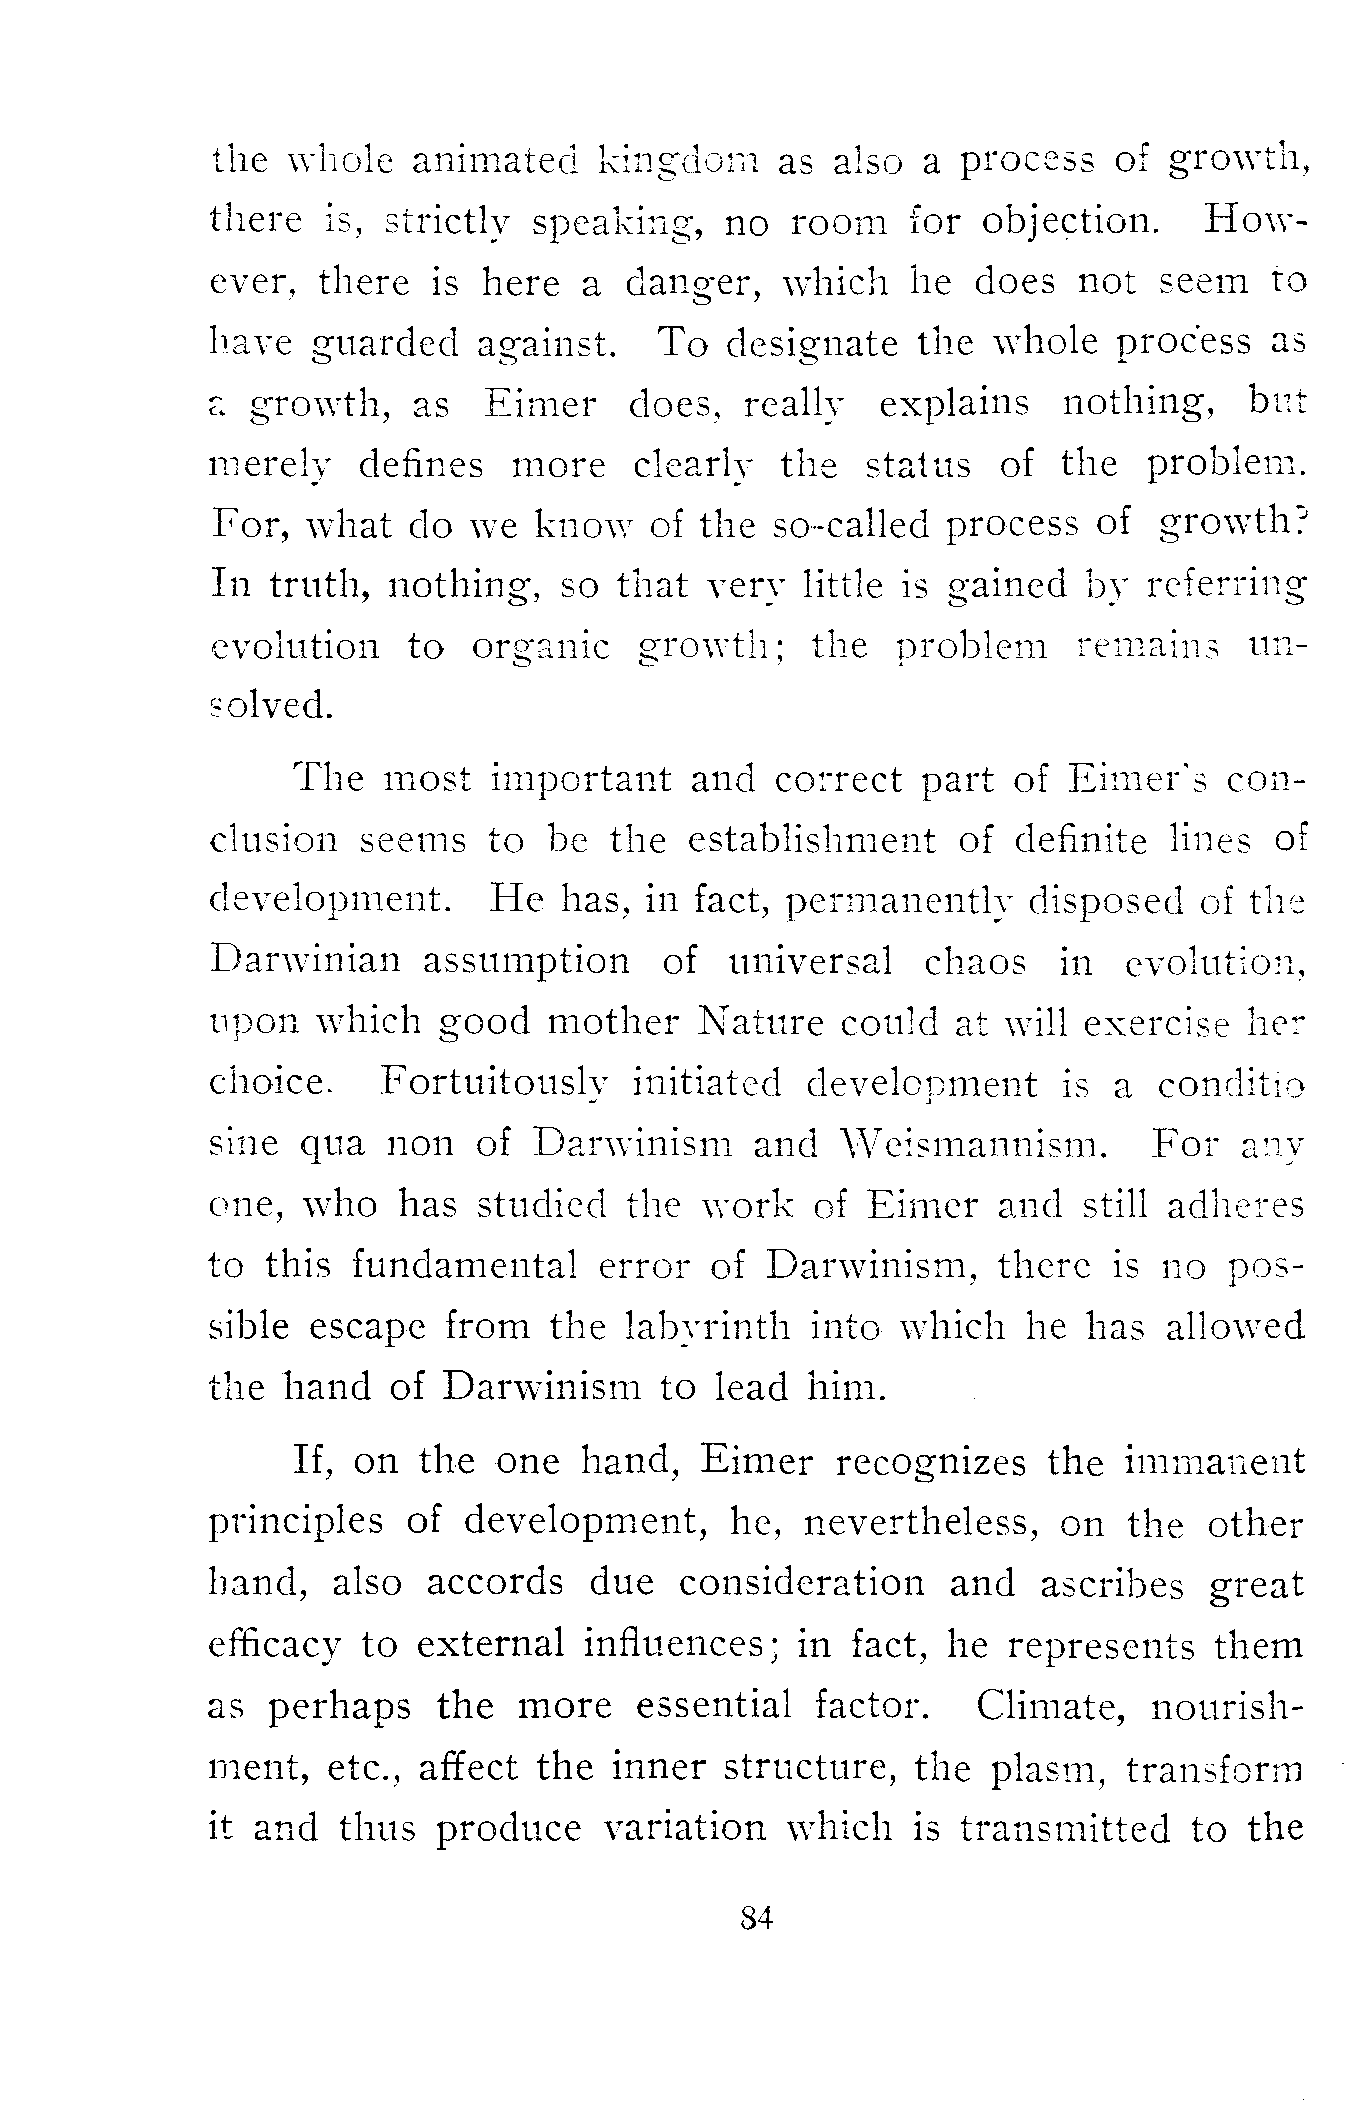 the whole animated kingdom as also a process of growth,
there is, strictly speaking, no room for objection. How-
ever, there is here a danger, which he does not seem to
have guarded against. To designate the whole process as
a growth, as Eimer does, really explains nothing, but
merely defines more clearly the status of the problem.
For, what do we know of the so-called process of growth?
In truth, nothing, so that very little is gained by referring
evolution to organic growth; the problem remains un-
solved.
The most important and correct part of Eimer's con-
clusion seems to be the establishment of definite lines of
development. He has, in fact, permanently disposed of the
Darwinian assumption of universal chaos in evolution,
upon which good mother Nature could at will exercise her
choice. Fortuitously initiated development is a conditio
sine qua non of Darwinism and Weismannism. For any
one, who has studied the work of Eimer and still adheres
to this fundamental error of Darwinism, there is no pos-
sible escape from the labyrinth into which he has allowed
the hand of Darwinism to lead him.
If, on the one hand, Eimer recognizes the immanent
principles of development, he, nevertheless, on the other
hand, also accords due consideration and ascribes great
efficacy to external influences; in fact, he represents them
as perhaps the more essential factor. Climate, nourish-
ment, etc., affect the inner structure, the plasm, transform
it and thus produce variation which is transmitted to the
84